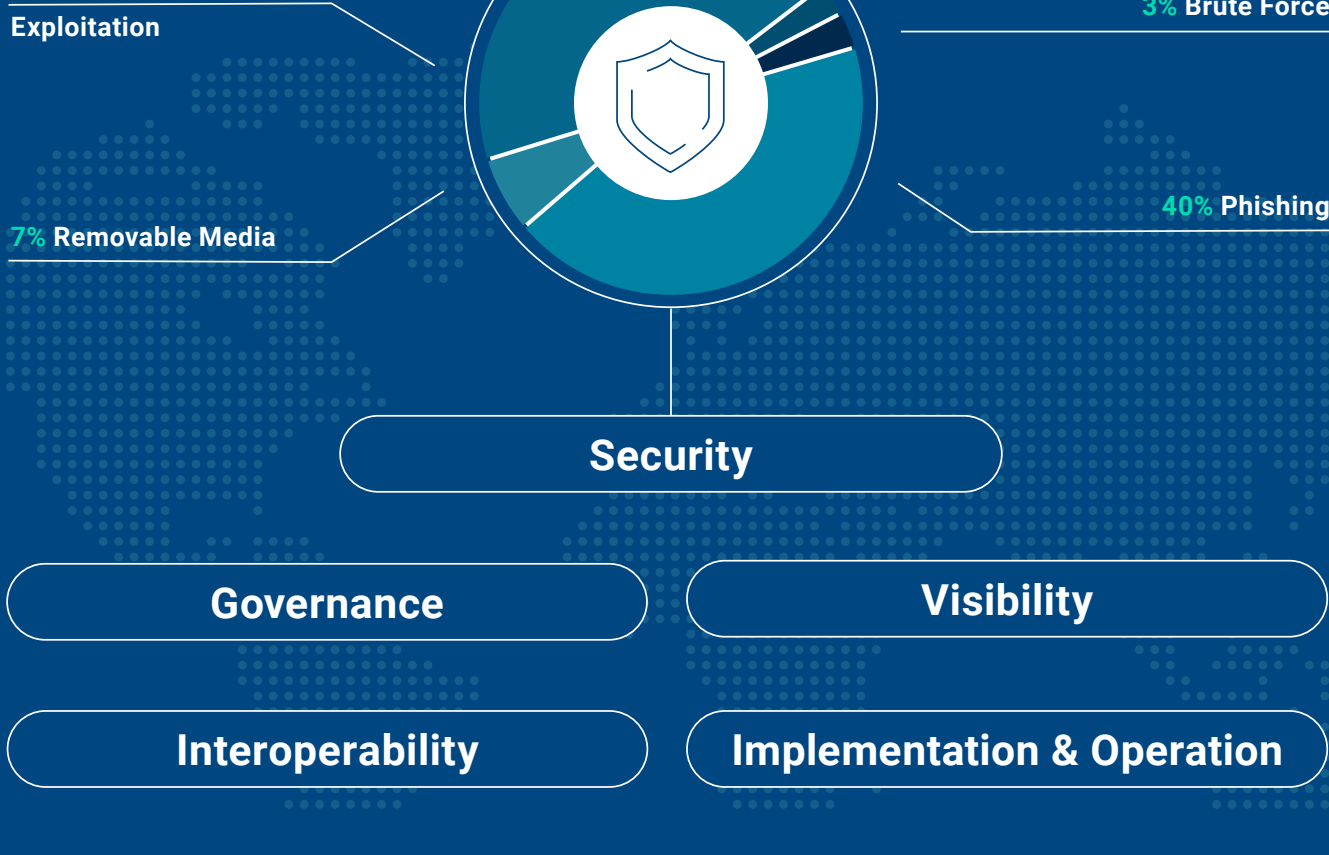 3% Brute Force
Exploitation
40% Phishing
7% Removable Media
Security
Governance
Visibility
Interoperability
Implementation & Operation